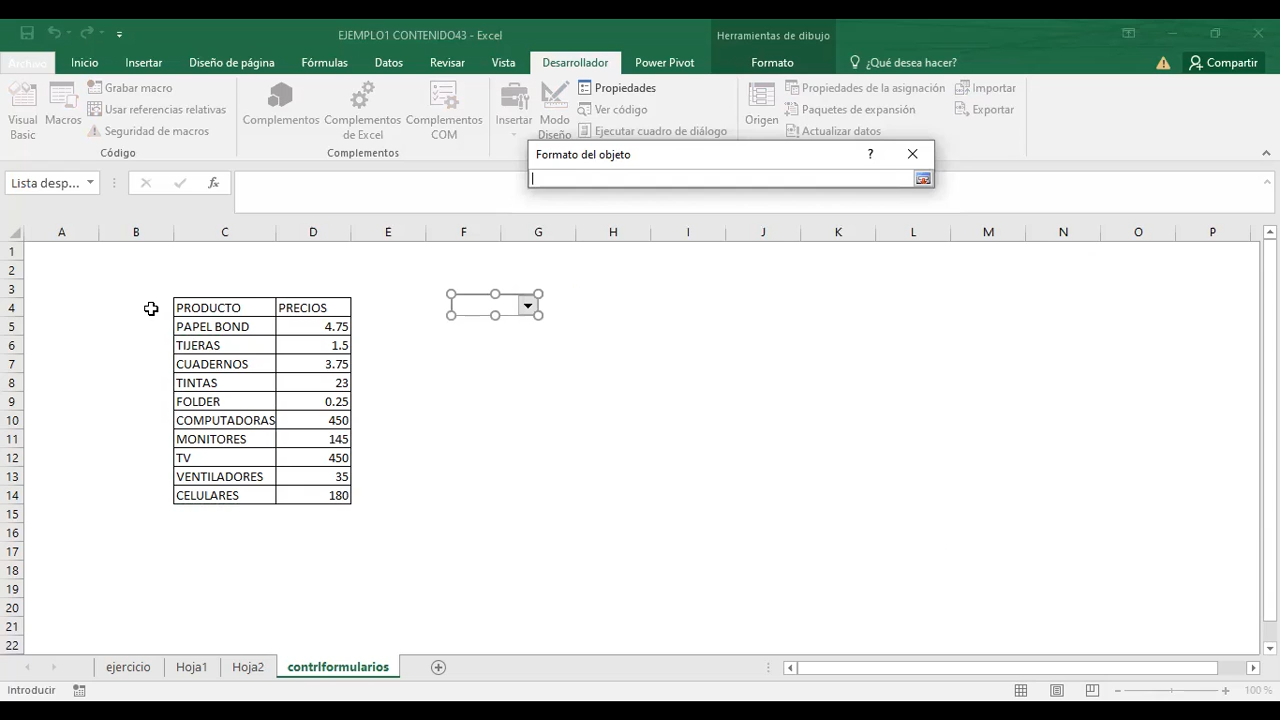 EJEMPLO1 CONTENIDO43 - Excel
Herramientas de dibujo
Archivo Inicio Insertar Diseño de página Fórmulas Datos Revisar Vista Desarrollador Power Pivot Formato ¿Qué desea hacer? Compartir
Visual Basic
Macros
Grabar macro
Usar referencias relativas
Seguridad de macros
Código
Complementos
Complementos de Excel
Complementos COM
Complementos
Insertar
Modo Diseño
Propiedades
Ver código
Ejecutar cuadro de diálogo
Origen
Propiedades de la asignación
Paquetes de expansión
Actualizar datos
Importar
Exportar
Formato del objeto ?
Lista desp... fx
A B C D E F G H I J K L M N O P
1
2
3
4 PRODUCTO PRECIOS
5 PAPEL BOND 4.75
6 TIJERAS 1.5
7 CUADERNOS 3.75
8 TINTAS 23
9 FOLDER 0.25
10 COMPUTADORAS 450
11 MONITORES 145
12 TV 450
13 VENTILADORES 35
14 CELULARES 180
15
16
17
18
19
20
21
22
ejercicio Hoja1 Hoja2 contrlformularios
Introducir 100 %